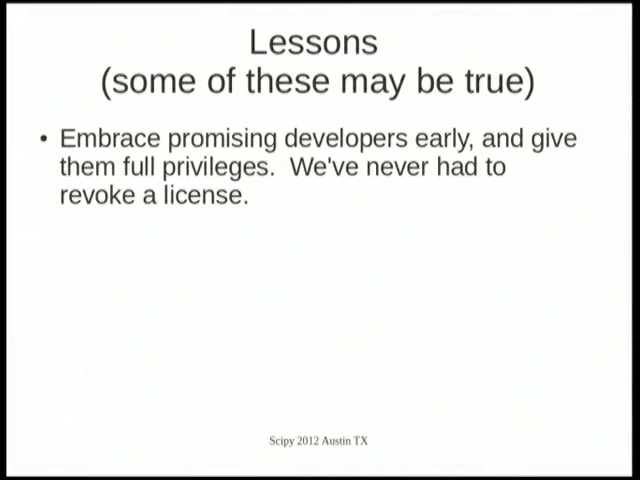 Lessons
(some of these may be true)
• Embrace promising developers early, and give
them full privileges.  We've never had to
revoke a license.
Scipy 2012 Austin TX